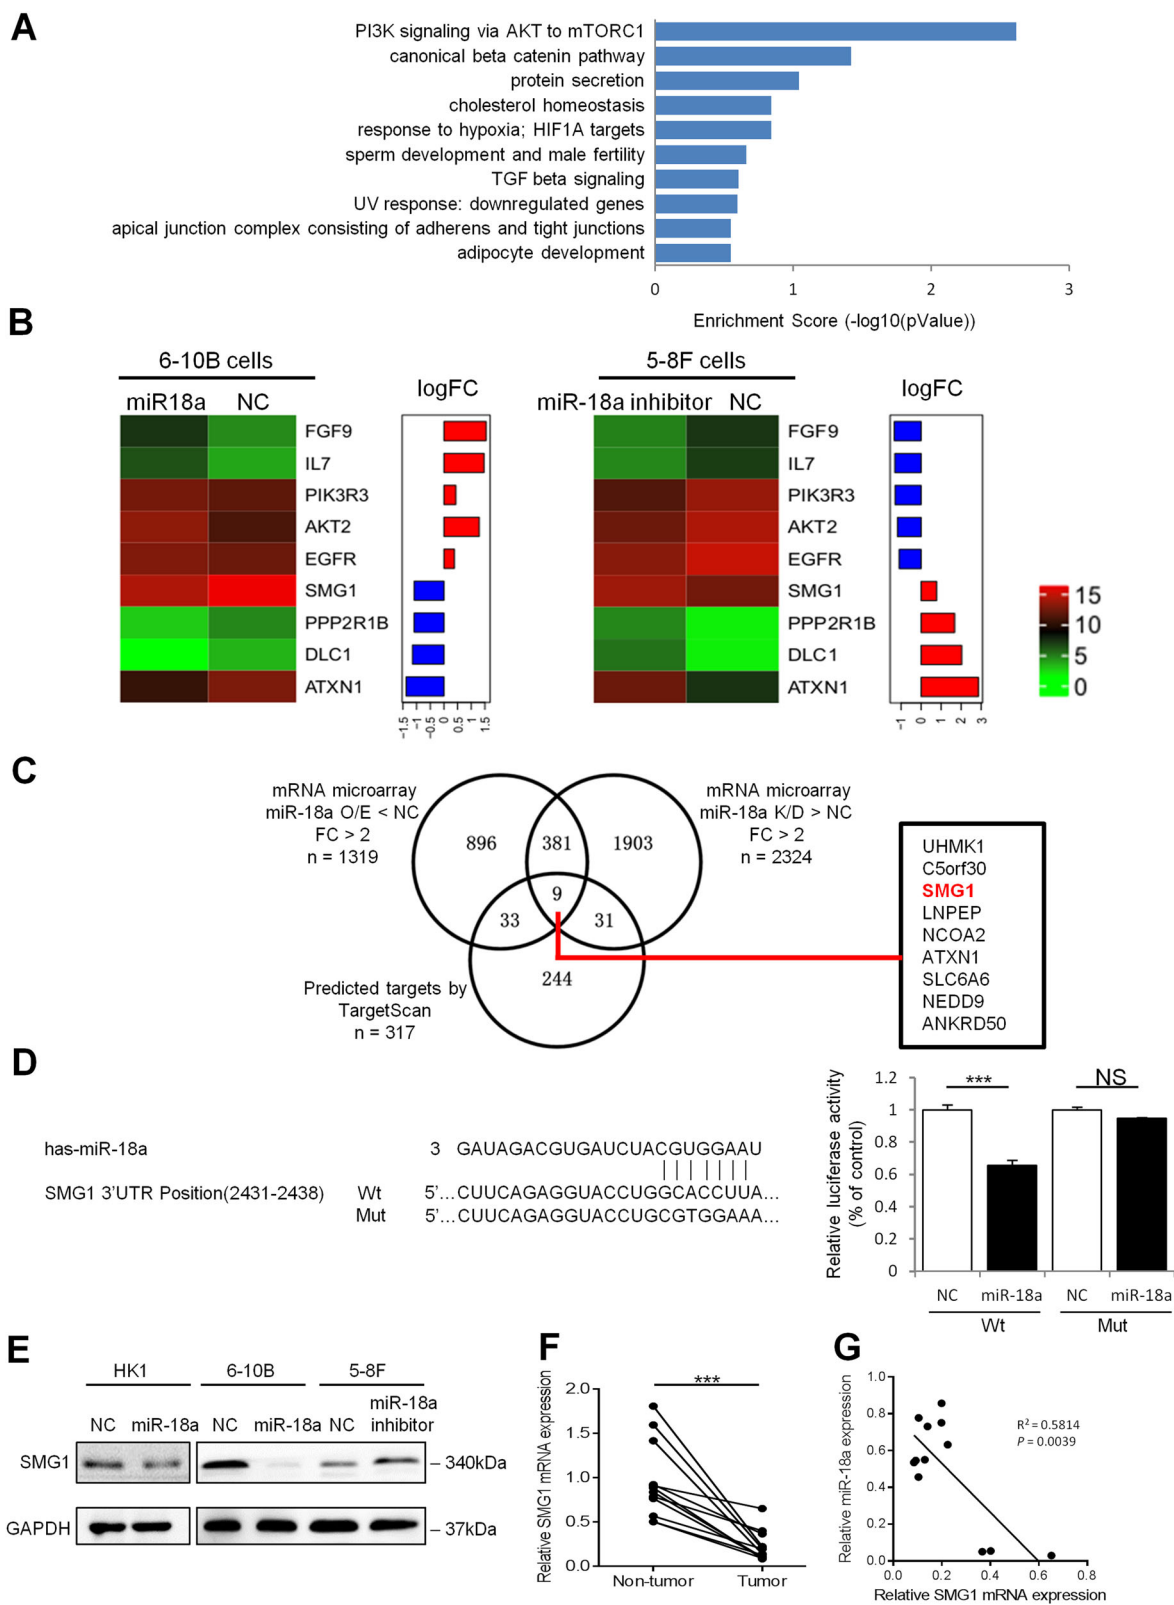 A
PI3K signaling via AKT to mTORC1
canonical beta catenin pathway
protein secretion
cholesterol homeostasis
response to hypoxia; HIF1A targets
sperm development and male fertility
TGF beta signaling
UV response: downregulated genes
apical junction complex consisting of adherens and tight junctions
adipocyte development
0 1 2 3
Enrichment Score (-log10(pValue))
B
6-10B cells
miR18a NC
logFC
FGF9
IL7
PIK3R3
AKT2
EGFR
SMG1
PPP2R1B
DLC1
ATXN1
-1.5 -1 -0.5 0 0.5 1 1.5
5-8F cells
miR-18a inhibitor NC
logFC
FGF9
IL7
PIK3R3
AKT2
EGFR
SMG1
PPP2R1B
DLC1
ATXN1
-1 0 1 2 3
15
10
5
0
C
mRNA microarray
miR-18a O/E < NC
FC > 2
n = 1319
mRNA microarray
miR-18a K/D > NC
FC > 2
n = 2324
896 381 1903
9
33 31
244
Predicted targets by
TargetScan
n = 317
UHMK1
C5orf30
SMG1
LNPEP
NCOA2
ATXN1
SLC6A6
NEDD9
ANKRD50
D
has-miR-18a 3 GAUAGACGUGAUCUACGUGGAAU
SMG1 3'UTR Position(2431-2438) Wt 5'...CUUCAGAGGUACCUGGCACCUUA...
Mut 5'...CUUCAGAGGUACCUGCGTGGAAA...
Relative luciferase activity
(% of control)
1.2
1
0.8
0.6
0.4
0.2
0
*** NS
NC miR-18a NC miR-18a
Wt Mut
E
HK1 6-10B 5-8F
NC miR-18a NC miR-18a NC miR-18a
inhibitor
SMG1 – 340kDa
GAPDH – 37kDa
F
Relative SMG1 mRNA expression
2.0
1.5
1.0
0.5
0.0
***
Non-tumor Tumor
G
Relative miR-18a expression
1.0
0.8
0.6
0.4
0.2
0.0
R² = 0.5814
P = 0.0039
0.0 0.2 0.4 0.6 0.8
Relative SMG1 mRNA expression